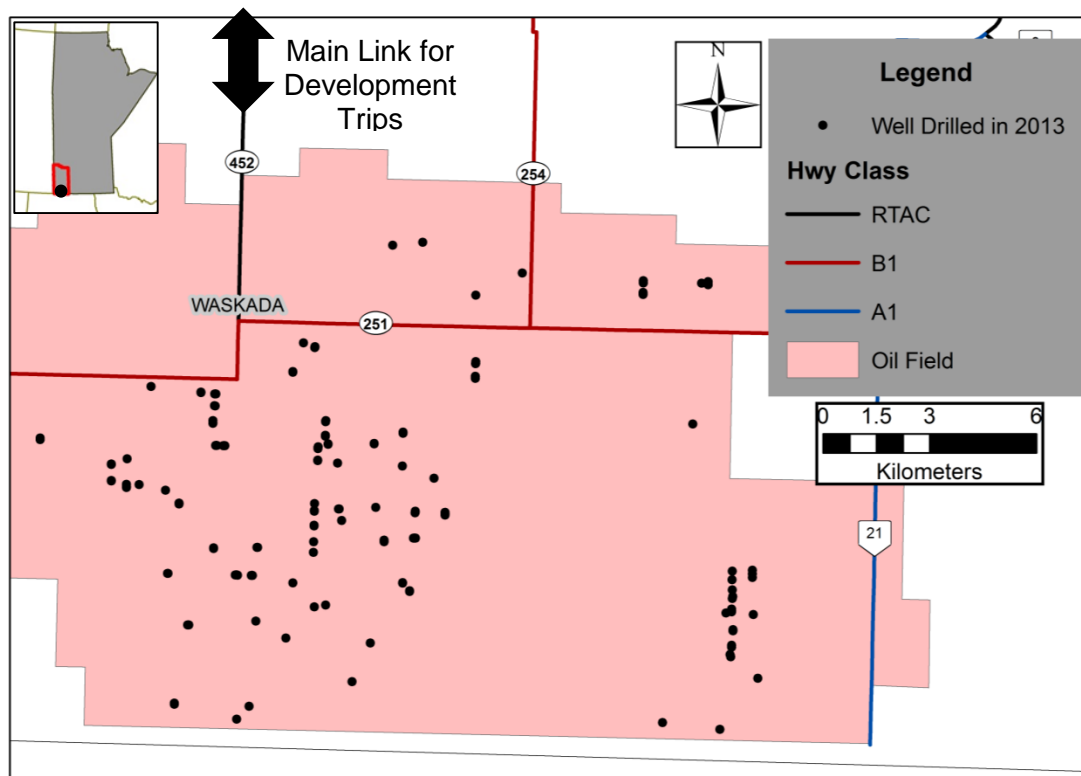 Main Link for
Development
Trips
N
Legend
Well Drilled in 2013
Hwy Class
RTAC
B1
A1
Oil Field
452
254
WASKADA
251
0 1.5 3 6
Kilometers
21